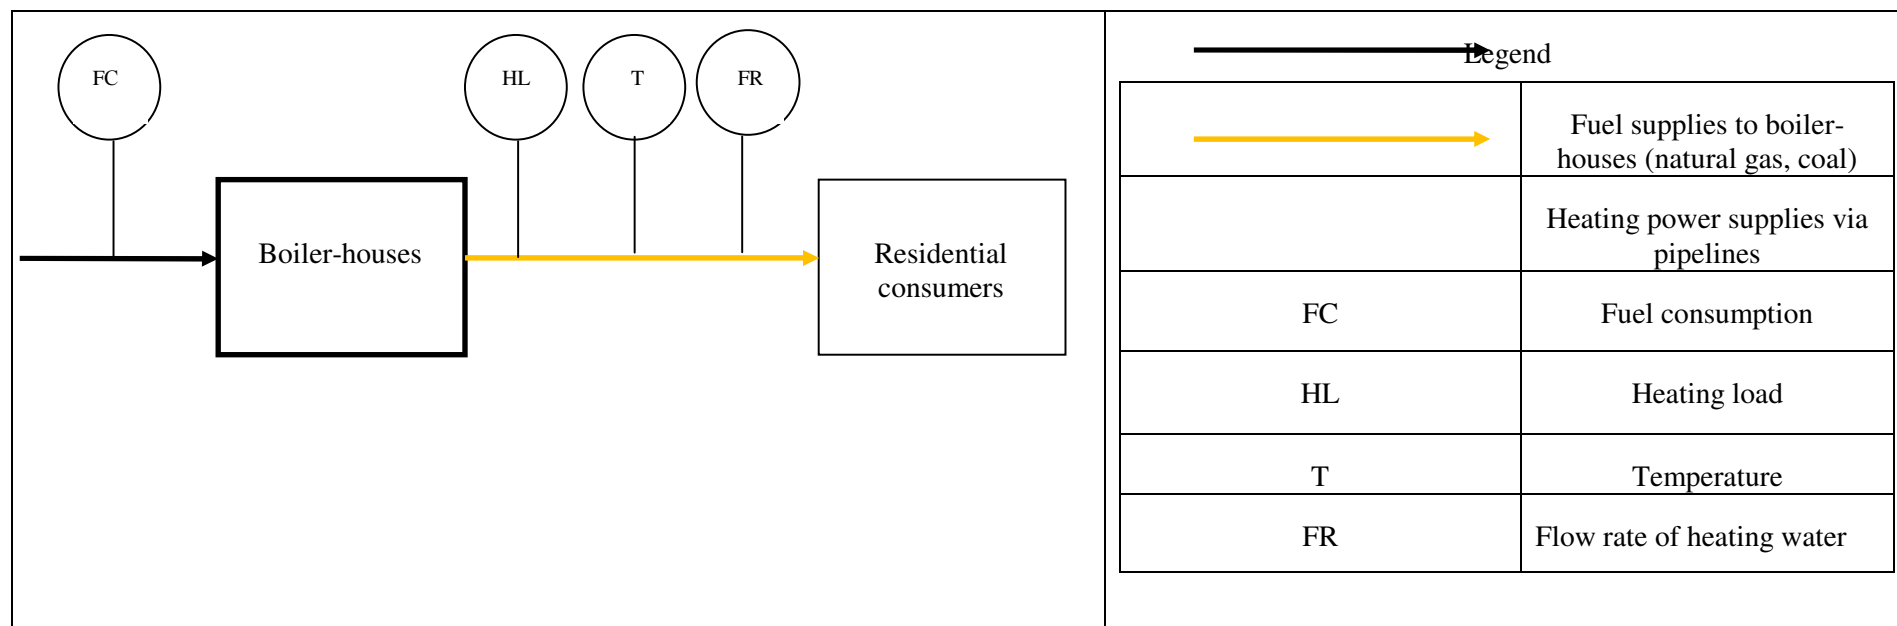 FC
HL
T
FR
Boiler-houses
Residential
consumers
Legend
Fuel supplies to boiler-
houses (natural gas, coal)
Heating power supplies via
pipelines
FC
Fuel consumption
HL
Heating load
T
Temperature
FR
Flow rate of heating water